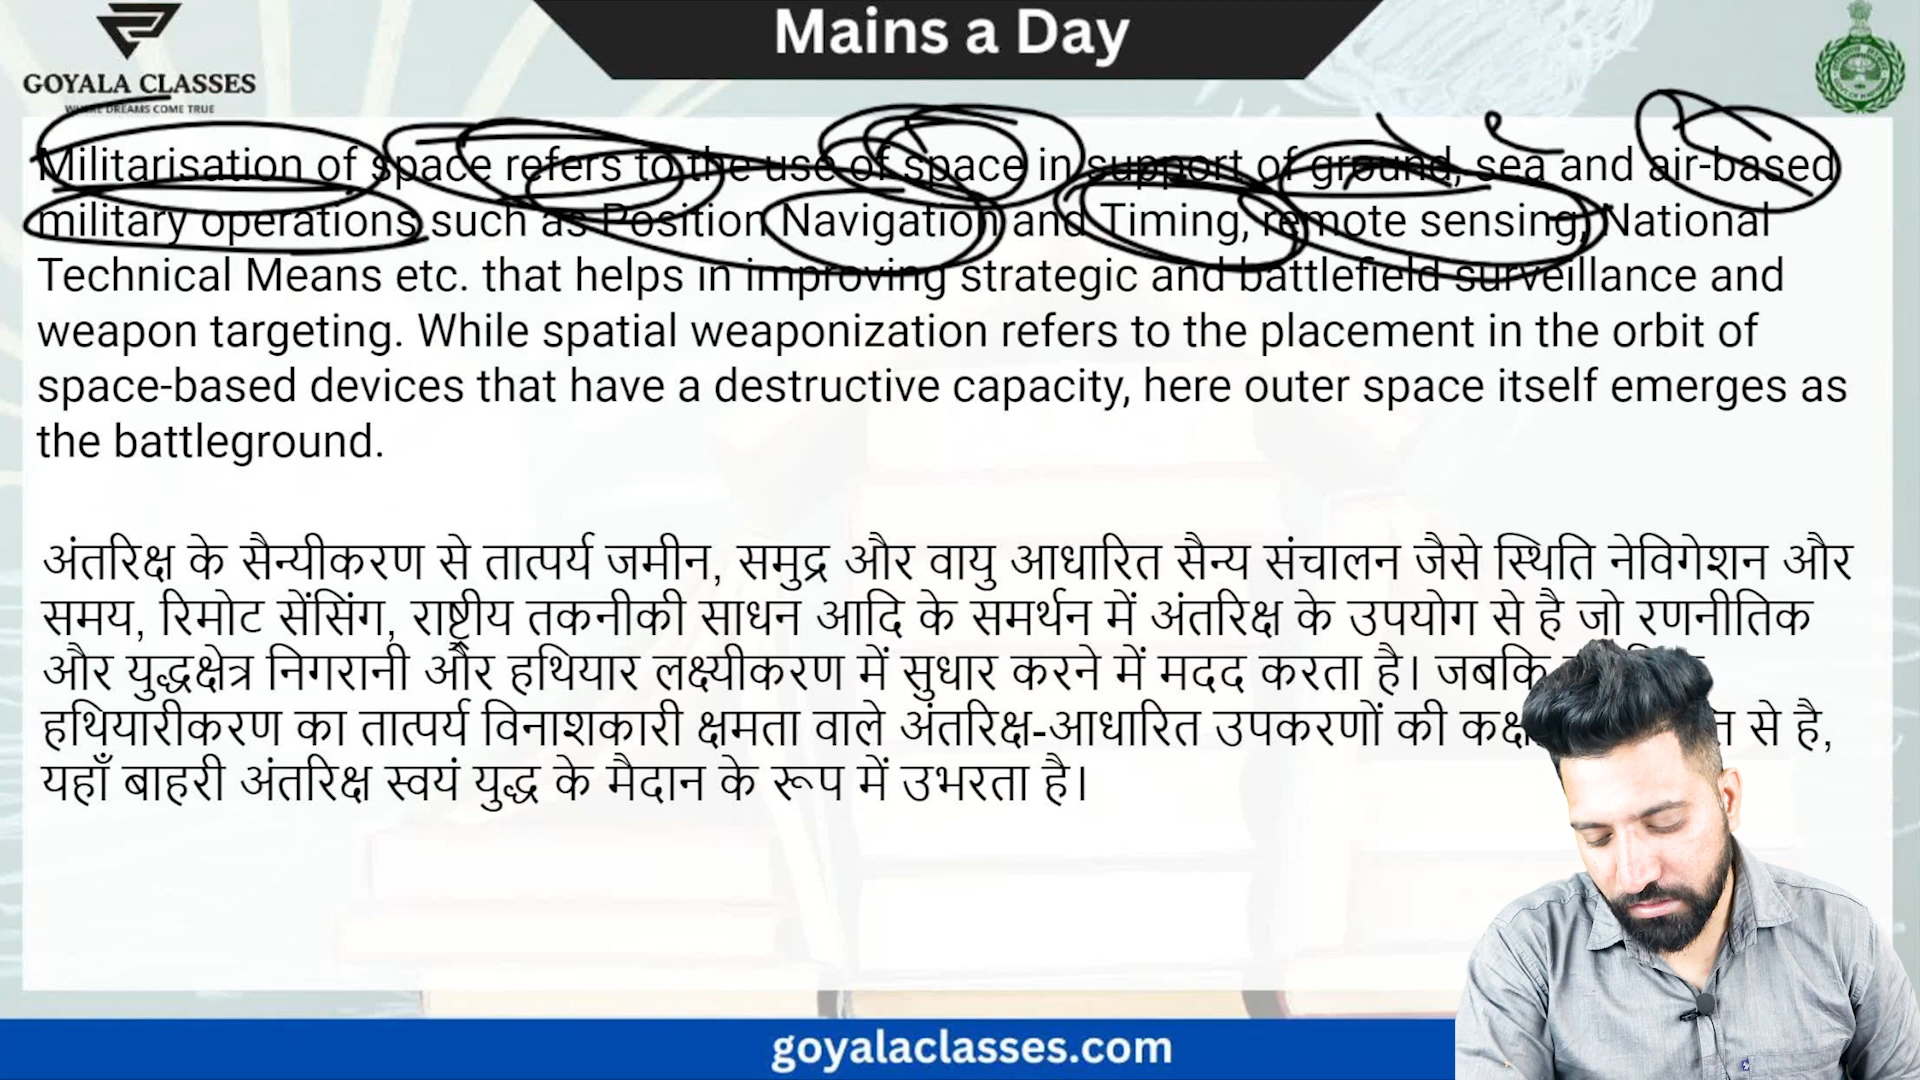 Mains a Day
GOYALA CLASSES
WHERE DREAMS COME TRUE
Militarisation of space refers to the use of space in support of ground, sea and air-based
military operations such as Position Navigation and Timing, remote sensing, National
Technical Means etc. that helps in improving strategic and battlefield surveillance and
weapon targeting. While spatial weaponization refers to the placement in the orbit of
space-based devices that have a destructive capacity, here outer space itself emerges as
the battleground.
अंतरिक्ष के सैन्यीकरण से तात्पर्य जमीन, समुद्र और वायु आधारित सैन्य संचालन जैसे स्थिति नेविगेशन और
समय, रिमोट सेंसिंग, राष्ट्रीय तकनीकी साधन आदि के समर्थन में अंतरिक्ष के उपयोग से है जो रणनीतिक
और युद्धक्षेत्र निगरानी और हथियार लक्ष्यीकरण में सुधार करने में मदद करता है। जबकि
हथियारीकरण का तात्पर्य विनाशकारी क्षमता वाले अंतरिक्ष-आधारित उपकरणों की से है,
यहाँ बाहरी अंतरिक्ष स्वयं युद्ध के मैदान के रूप में उभरता है।
goyalaclasses.com